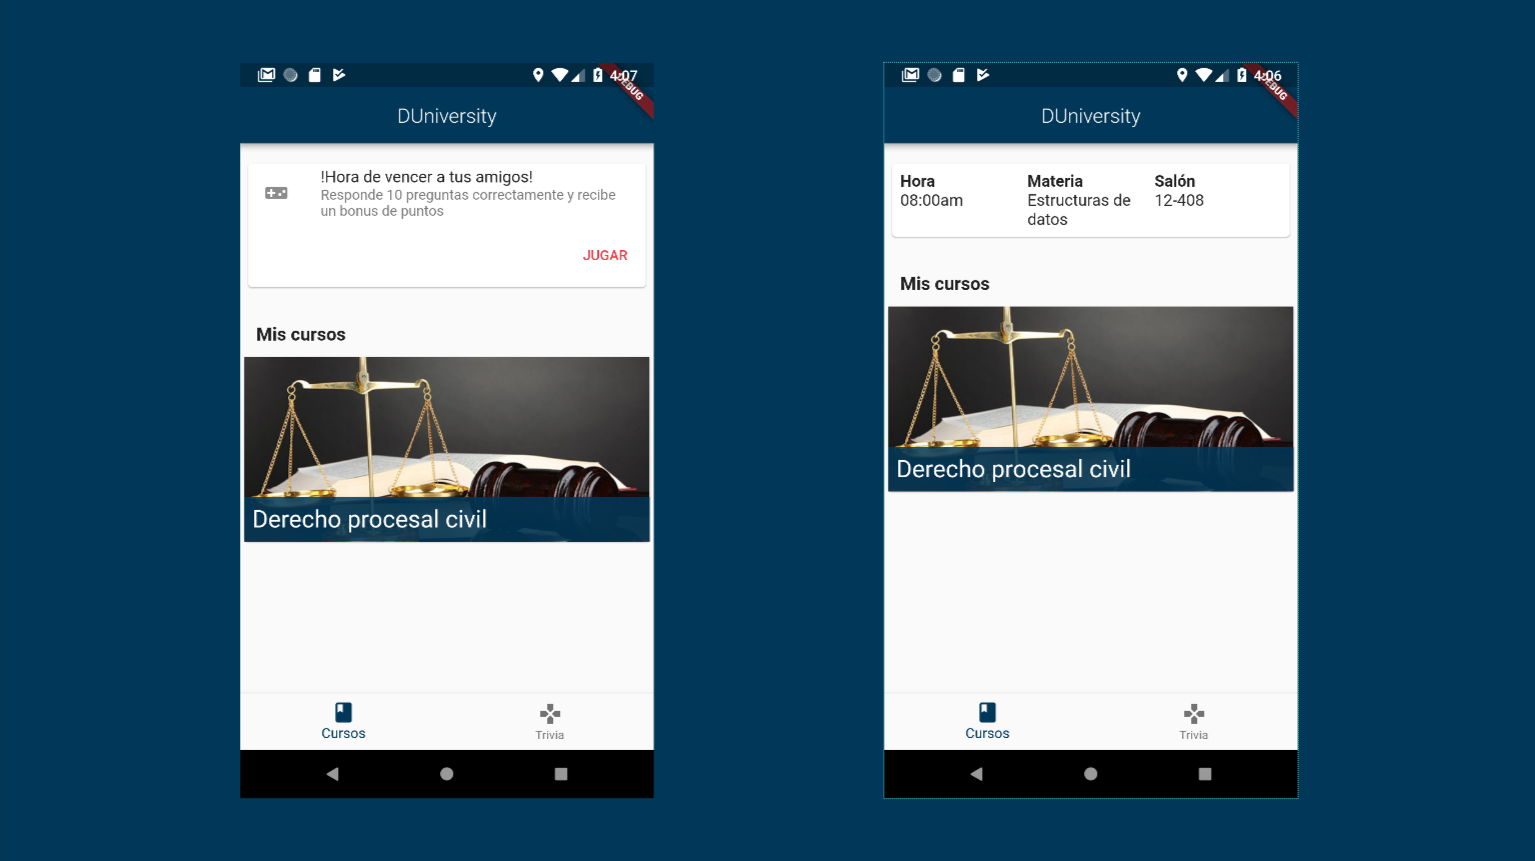 4:07
DEBUG
DUniversity
!Hora de vencer a tus amigos!
Responde 10 preguntas correctamente y recibe
un bonus de puntos
JUGAR
Mis cursos
Derecho procesal civil
Cursos
Trivia
4:06
DEBUG
DUniversity
Hora
Materia
Salón
08:00am
Estructuras de
datos
12-408
Mis cursos
Derecho procesal civil
Cursos
Trivia